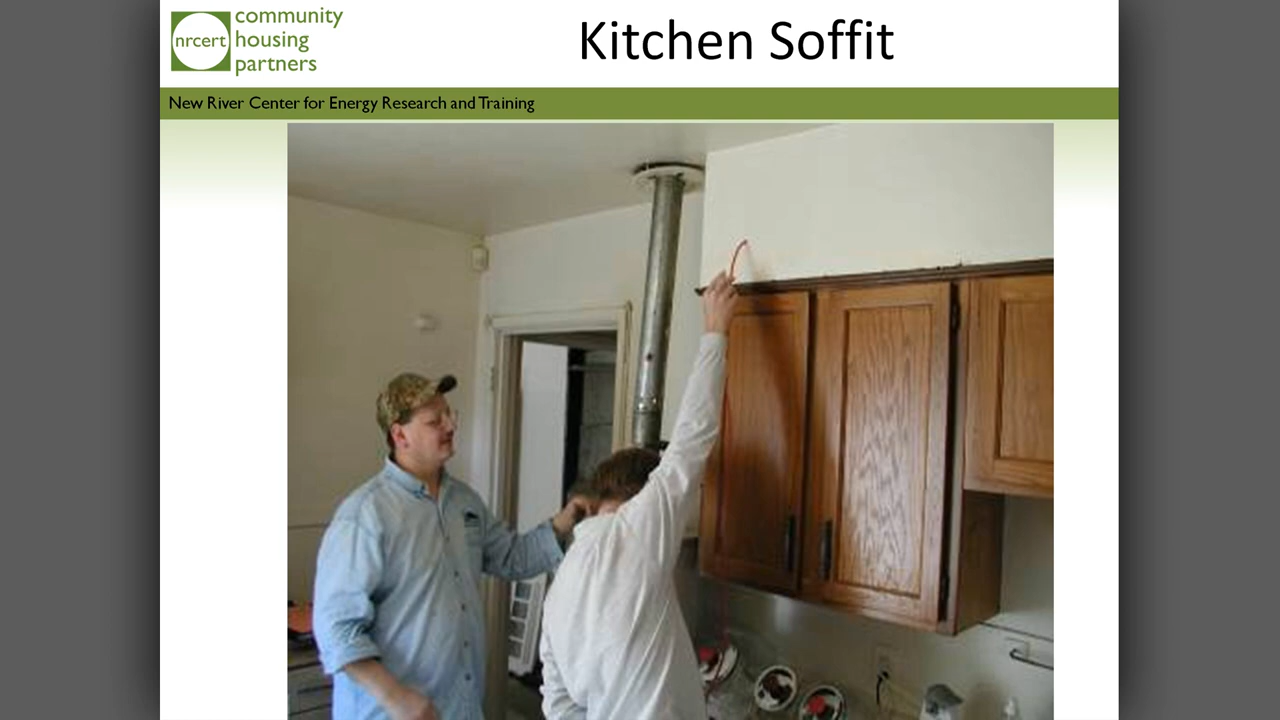 nrcert
community
housing
partners
Kitchen Soffit
New River Center for Energy Research and Training